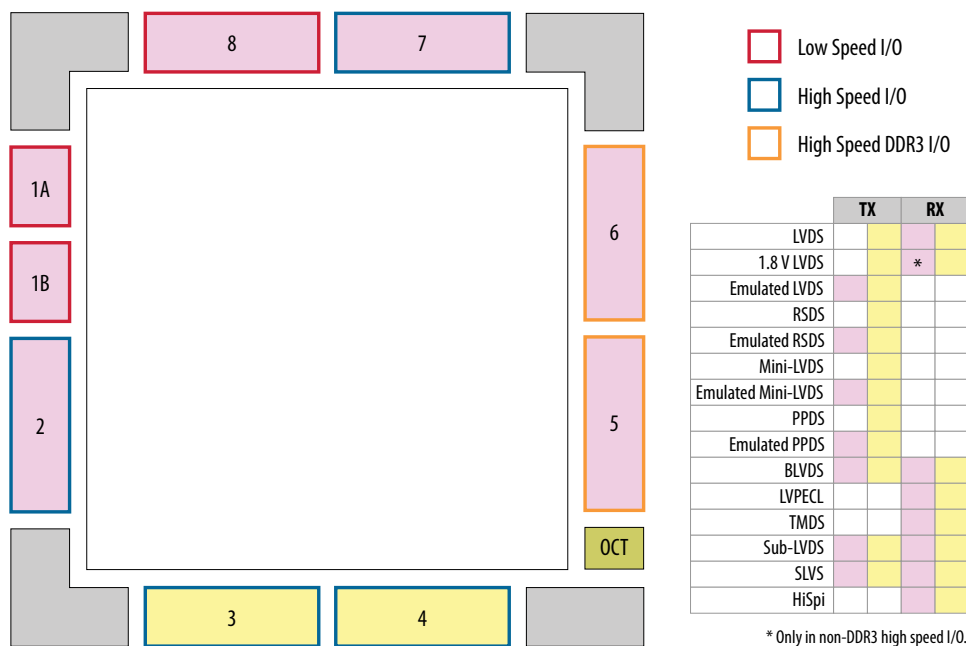 8
7
1A
1B
2
6
5
OCT
3
4
Low Speed I/O
High Speed I/O
High Speed DDR3 I/O
TX RX
LVDS
1.8 V LVDS *
Emulated LVDS
RSDS
Emulated RSDS
Mini-LVDS
Emulated Mini-LVDS
PPDS
Emulated PPDS
BLVDS
LVPECL
TMDS
Sub-LVDS
SLVS
HiSpi
* Only in non-DDR3 high speed I/O.